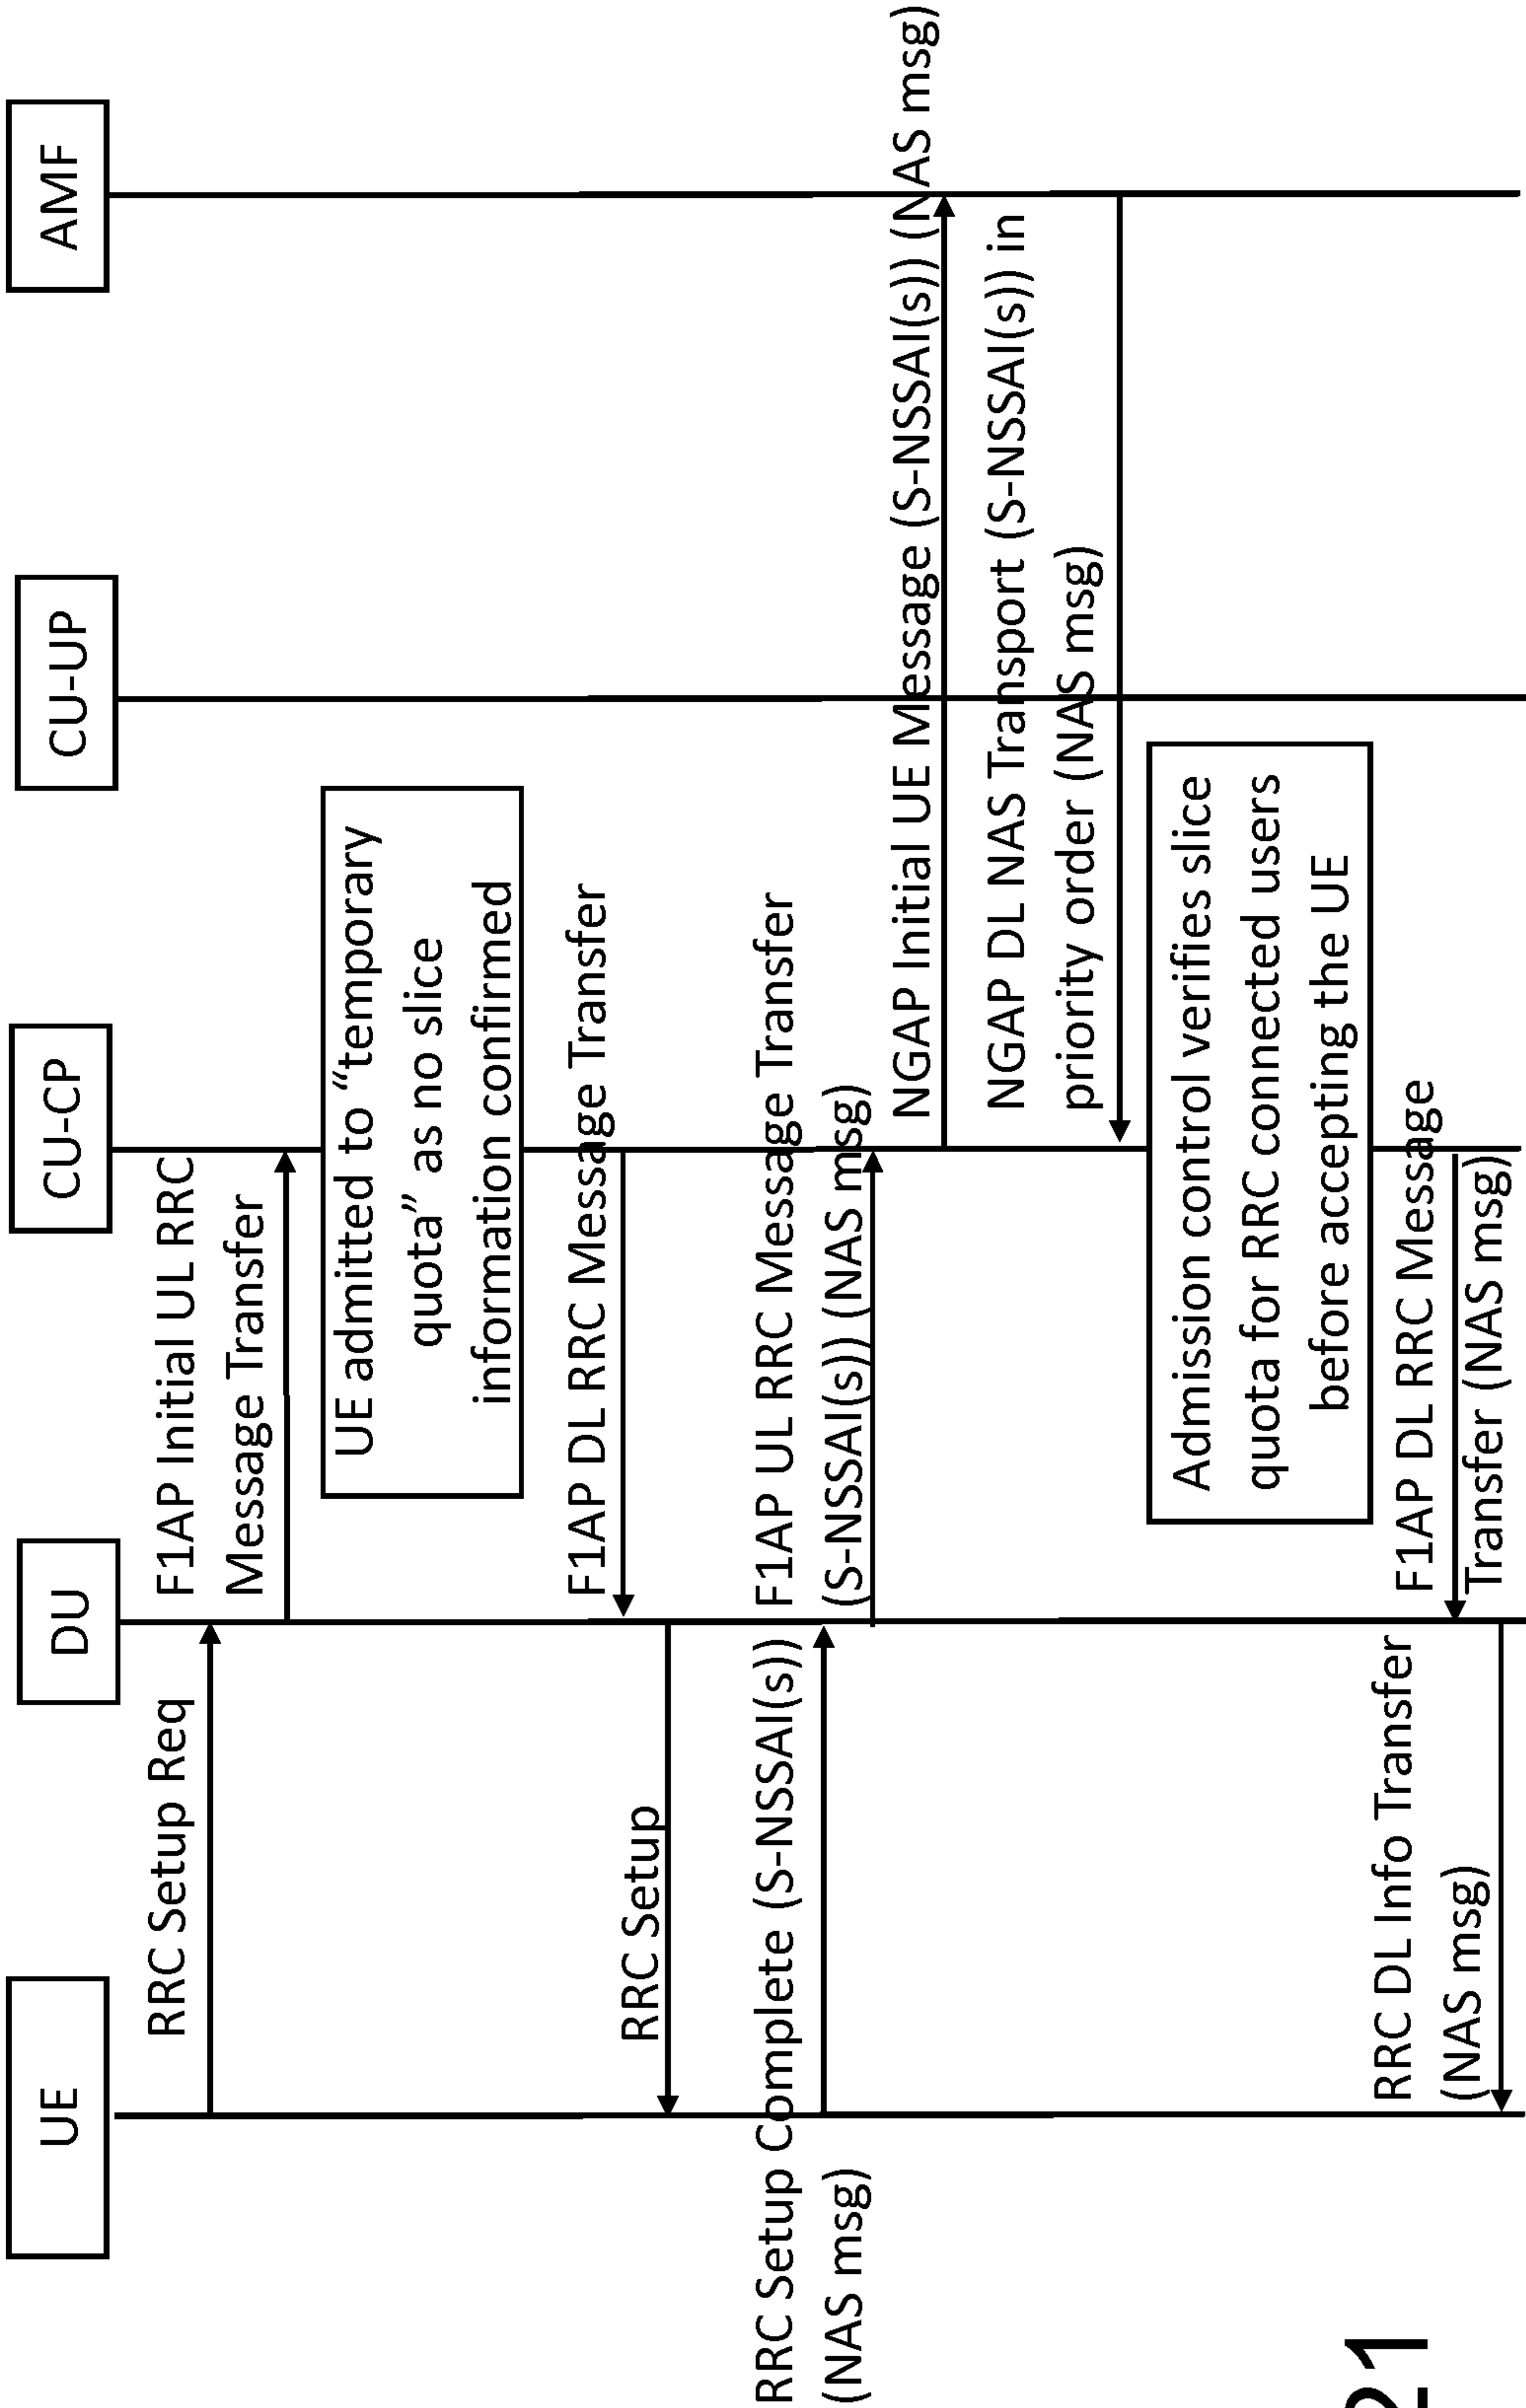 UE
DU
CU-CP
CU-UP
AMF
RRC Setup Req
F1AP Initial UL RRC
Message Transfer
UE admitted to “temporary
quota” as no slice
information confirmed
F1AP DL RRC Message Transfer
RRC Setup
RRC Setup Complete (S-NSSAI(s))
(NAS msg)
F1AP UL RRC Message Transfer
(S-NSSAI(s)) (NAS msg)
NGAP Initial UE Message (S-NSSAI(s)) (NAS msg)
NGAP DL NAS Transport (S-NSSAI(s)) in
priority order (NAS msg)
Admission control verifies slice
quota for RRC connected users
before accepting the UE
F1AP DL RRC Message
Transfer (NAS msg)
RRC DL Info Transfer
(NAS msg)
21